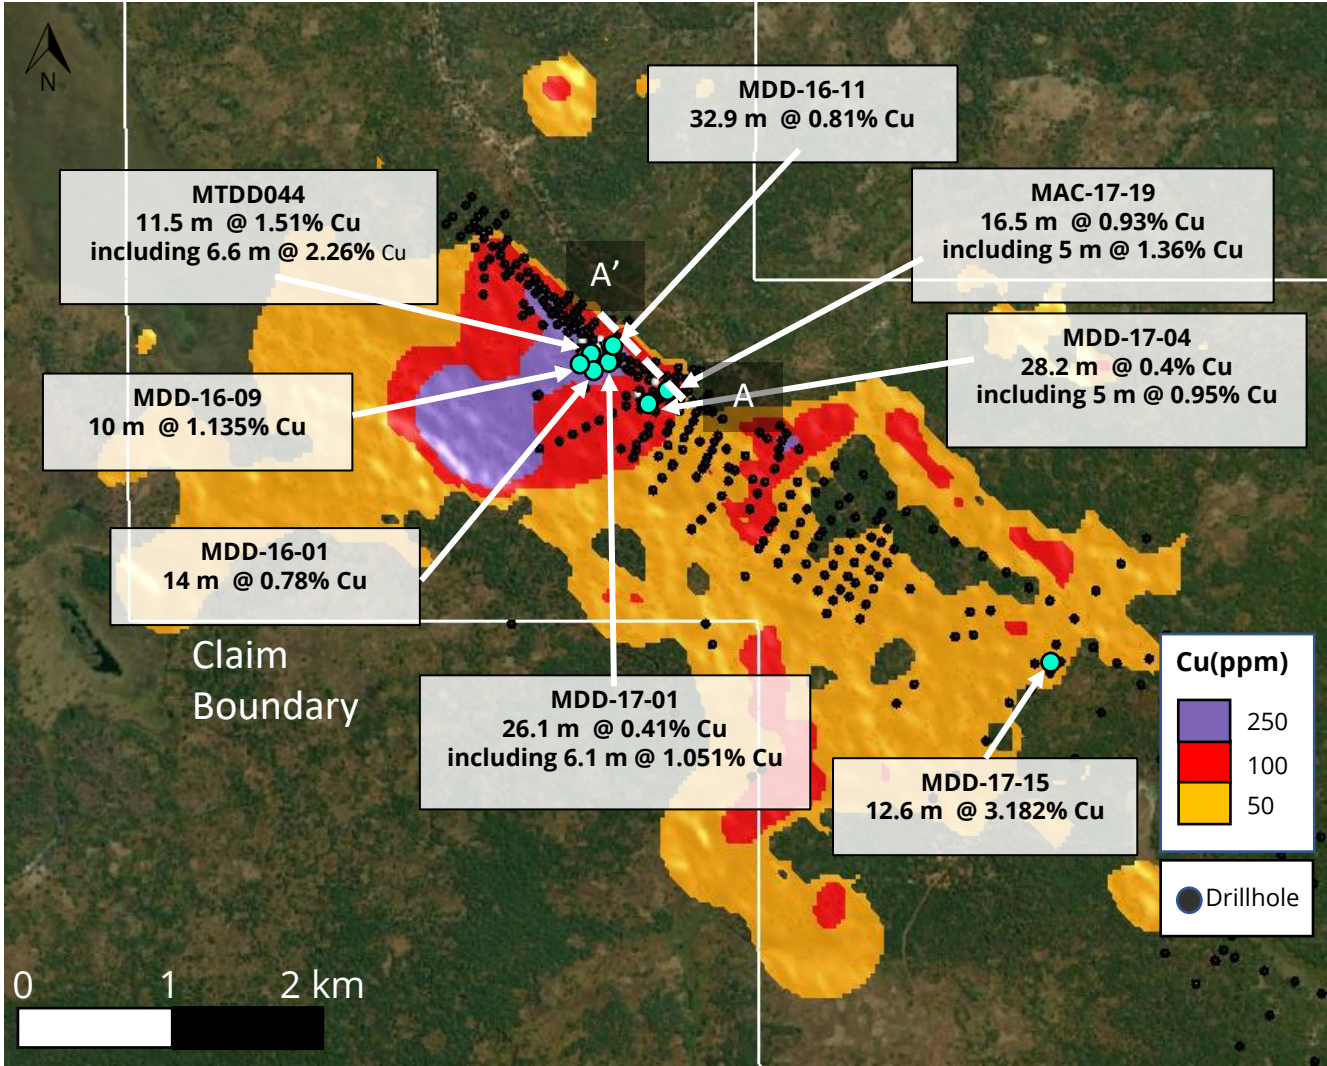 N
MDD-16-11
32.9 m @ 0.81% Cu
MTDD044
11.5 m @ 1.51% Cu
including 6.6 m @ 2.26% Cu
MAC-17-19
16.5 m @ 0.93% Cu
including 5 m @ 1.36% Cu
A’
MDD-17-04
28.2 m @ 0.4% Cu
including 5 m @ 0.95% Cu
MDD-16-09
10 m @ 1.135% Cu
A
MDD-16-01
14 m @ 0.78% Cu
Claim
Boundary
MDD-17-01
26.1 m @ 0.41% Cu
including 6.1 m @ 1.051% Cu
MDD-17-15
12.6 m @ 3.182% Cu
Cu(ppm)
250
100
50
Drillhole
0 1 2 km